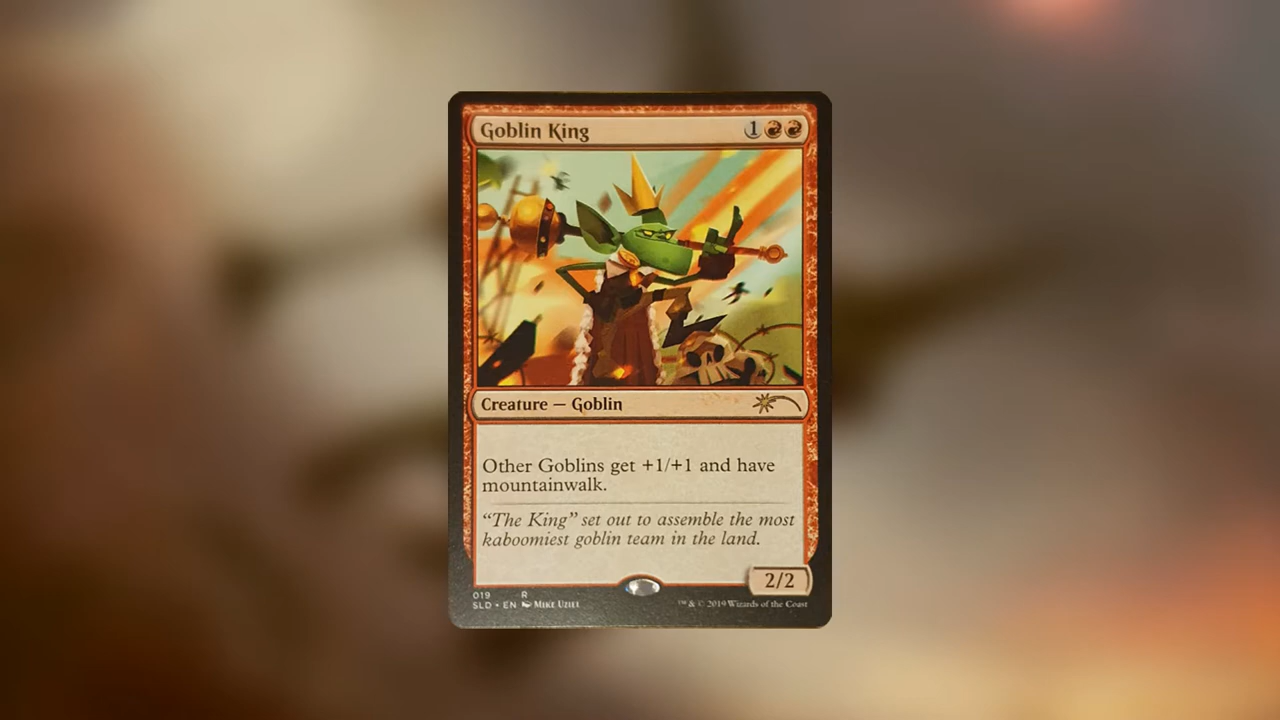 Goblin King 1
Creature — Goblin
Other Goblins get +1/+1 and have
mountainwalk.
“The King” set out to assemble the most
kaboomiest goblin team in the land.
2/2
019 R
SLD • EN Mike Uziel
™ & © 2019 Wizards of the Coast